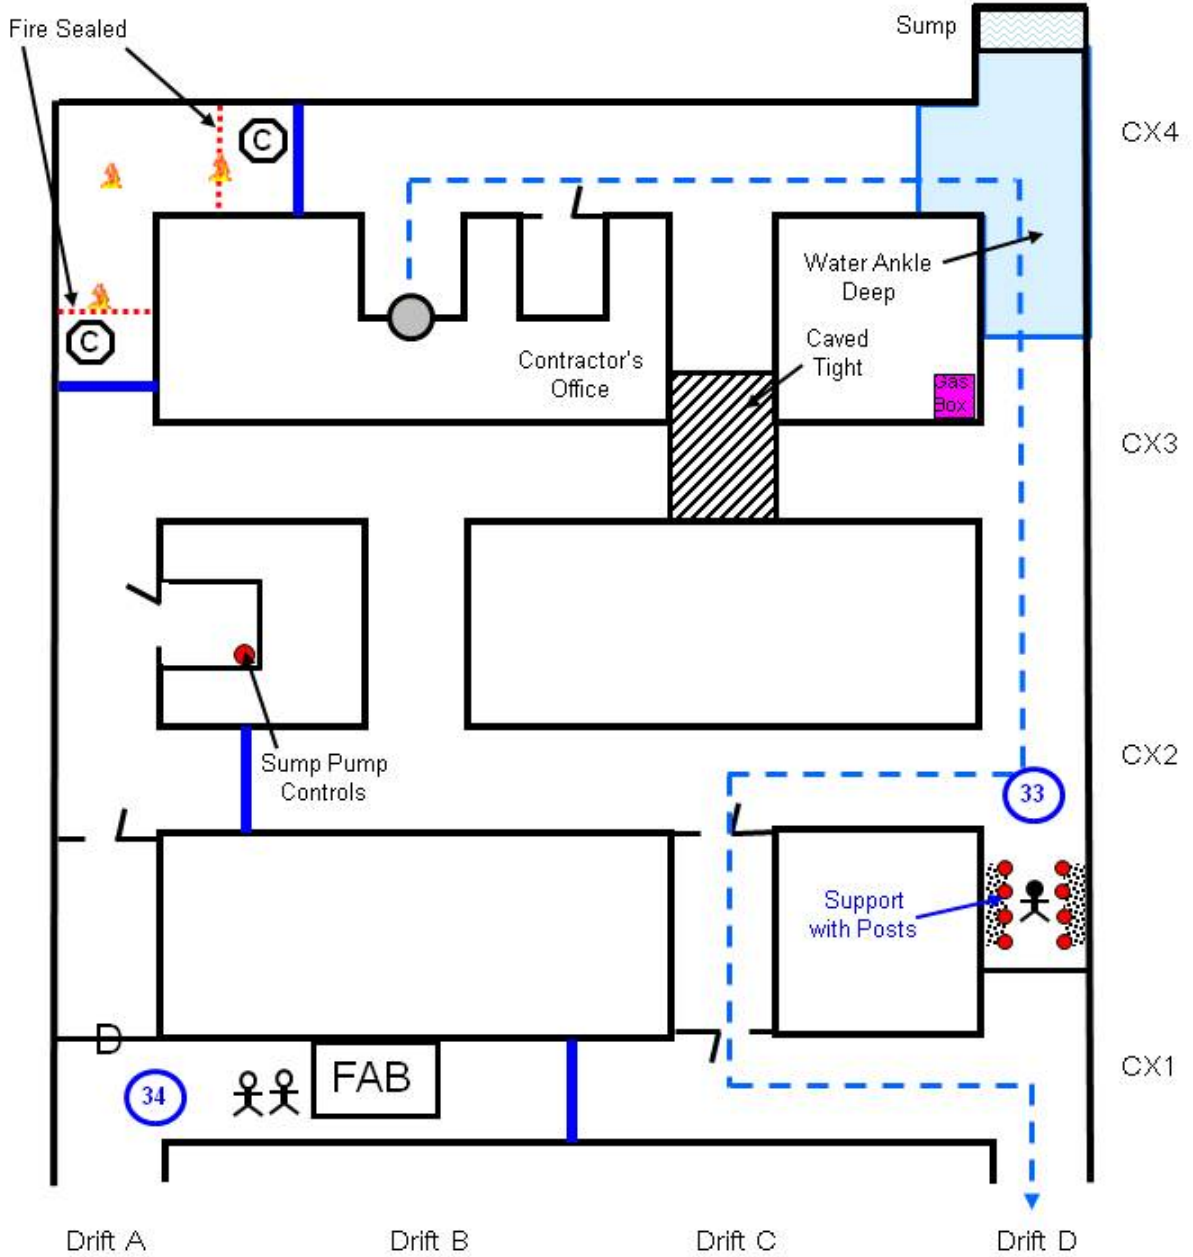 Fire Sealed
Sump
C
CX4
Water Ankle
Deep
C
Caved
Tight
Contractor's
Office
Gas
Box
CX3
Sump Pump
Controls
CX2
33
Support
with Posts
D
FAB
34
CX1
Drift A
Drift B
Drift C
Drift D